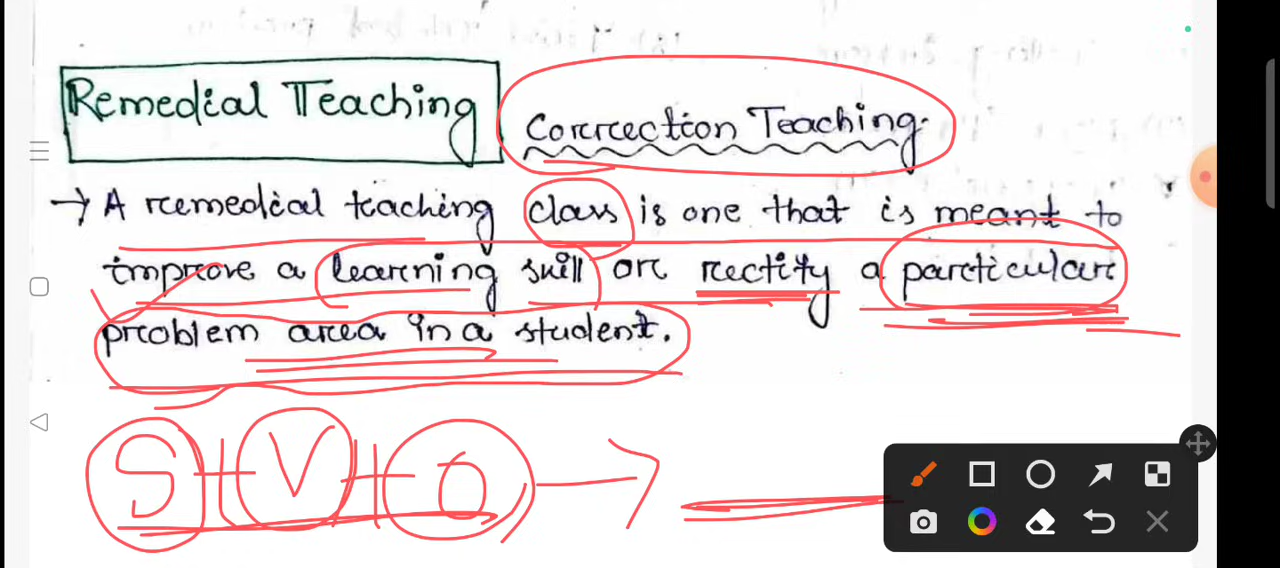 Remedial Teaching
Correction Teaching.
→ A remedial teaching class is one that is meant to
improve a learning skill or rectify a particular
problem area in a student.
S + V + O →